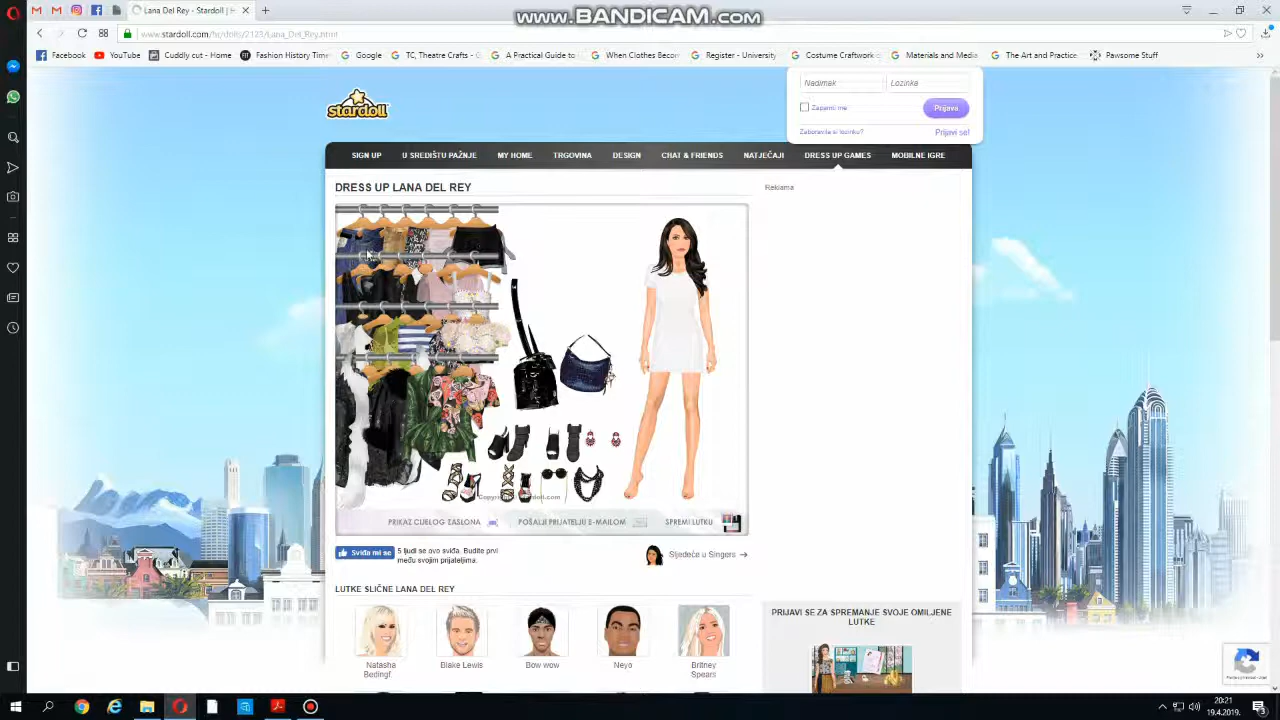 www.BANDICAM.com
Lana Del Rey - Stardoll | H
www.stardoll.com/hr/dolls/2123/Lana_Del_Rey.html
Facebook
YouTube
Cuddly cut - Home
Fashion History Time
Google
TC, Theatre Crafts - G
A Practical Guide to
When Clothes Becom
Register - University
Costume Craftwork o
Materials and Media
The Art and Practice
Pawsome Stuff
stardoll
Nadimak
Lozinka
Zapamti me
Prijava
Zaboravila si lozinku?
Prijavi se!
SIGN UP
U SREDIŠTU PAŽNJE
MY HOME
TRGOVINA
DESIGN
CHAT & FRIENDS
NATJEČAJI
DRESS UP GAMES
MOBILNE IGRE
DRESS UP LANA DEL REY
Reklama
PRIKAZ CIJELOG ZASLONA
POŠALJI PRIJATELJU E-MAILOM
SPREMI LUTKU
Sviđa mi se
5 ljudi se ovo sviđa. Budite prvi
među svojim prijateljima.
Sljedeće u Singers
LUTKE SLIČNE LANA DEL REY
Natasha
Bedingf.
Blake Lewis
Bow wow
Neyo
Britney
Spears
PRIJAVI SE ZA SPREMANJE SVOJE OMILJENE
LUTKE
20:21
19.4.2019.